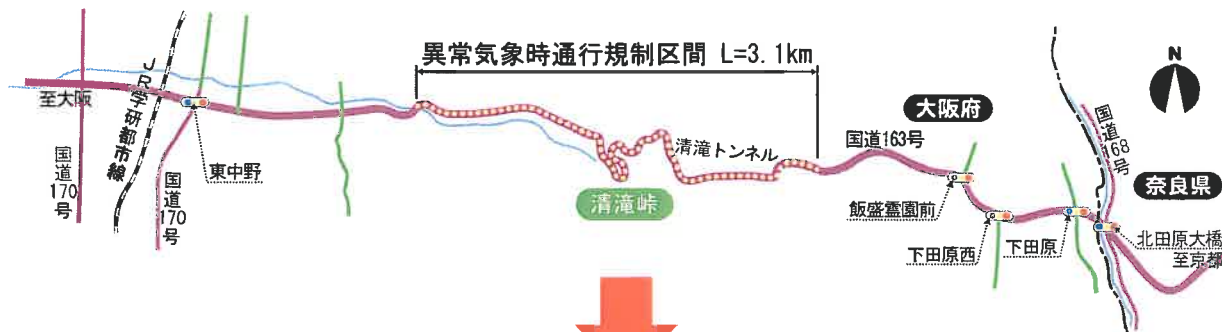 異常気象時通行規制区間 L=3.1km
N
至大阪
JR学研都市線
国道170号
国道170号
東中野
清滝トンネル
清滝峠
国道163号
大阪府
国道168号
奈良県
飯盛霊園前
下田原西
下田原
北田原大橋
至京都